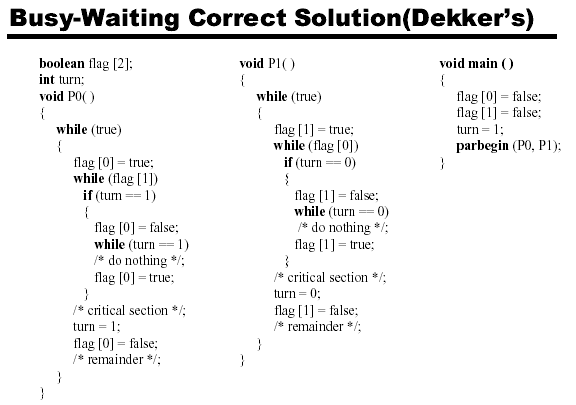 Busy-Waiting Correct Solution(Dekker's)
boolean flag [2];
int turn;
void P0( )
{
while (true)
{
flag [0] = true;
while (flag [1])
if (turn == 1)
{
flag [0] = false;
while (turn == 1)
/* do nothing */;
flag [0] = true;
}
/* critical section */;
turn = 1;
flag [0] = false;
/* remainder */;
}
}
void P1( )
{
while (true)
{
flag [1] = true;
while (flag [0])
if (turn == 0)
{
flag [1] = false;
while (turn == 0)
/* do nothing */;
flag [1] = true;
}
/* critical section */;
turn = 0;
flag [1] = false;
/* remainder */;
}
}
void main ( )
{
flag [0] = false;
flag [1] = false;
turn = 1;
parbegin (P0, P1);
}